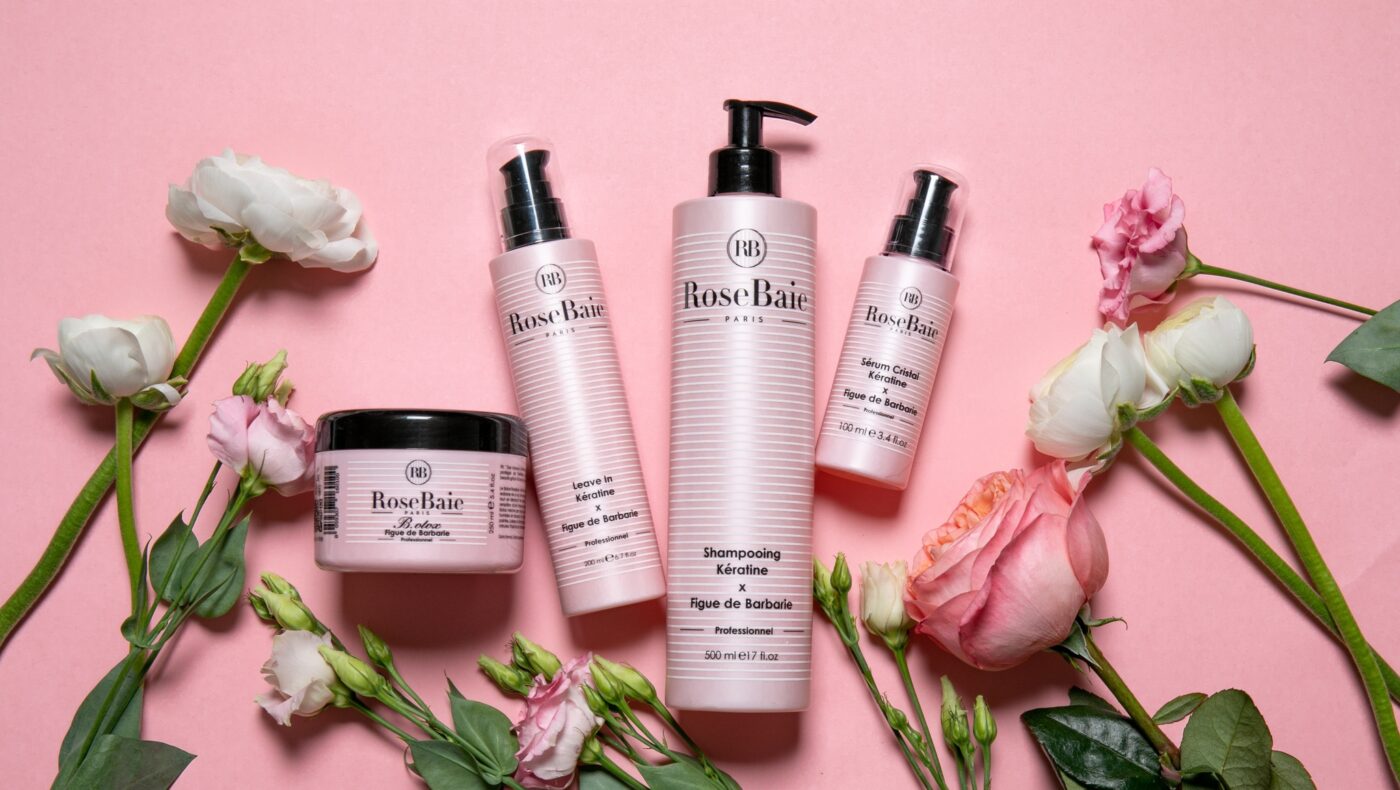 RB
RoseBaie
PARIS
B.otox
Figue de Barbarie
Professionnel
RB
RoseBaie
PARIS
Leave In
Kératine
x
Figue de Barbarie
Professionnel
200 ml e 6.7 fl.oz
RB
RoseBaie
PARIS
Shampooing
Kératine
x
Figue de Barbarie
Professionnel
500 ml e 17 fl.oz
RB
RoseBaie
PARIS
Sérum Cristal
Kératine
x
Figue de Barbarie
Professionnel
100 ml e 3.4 fl.oz